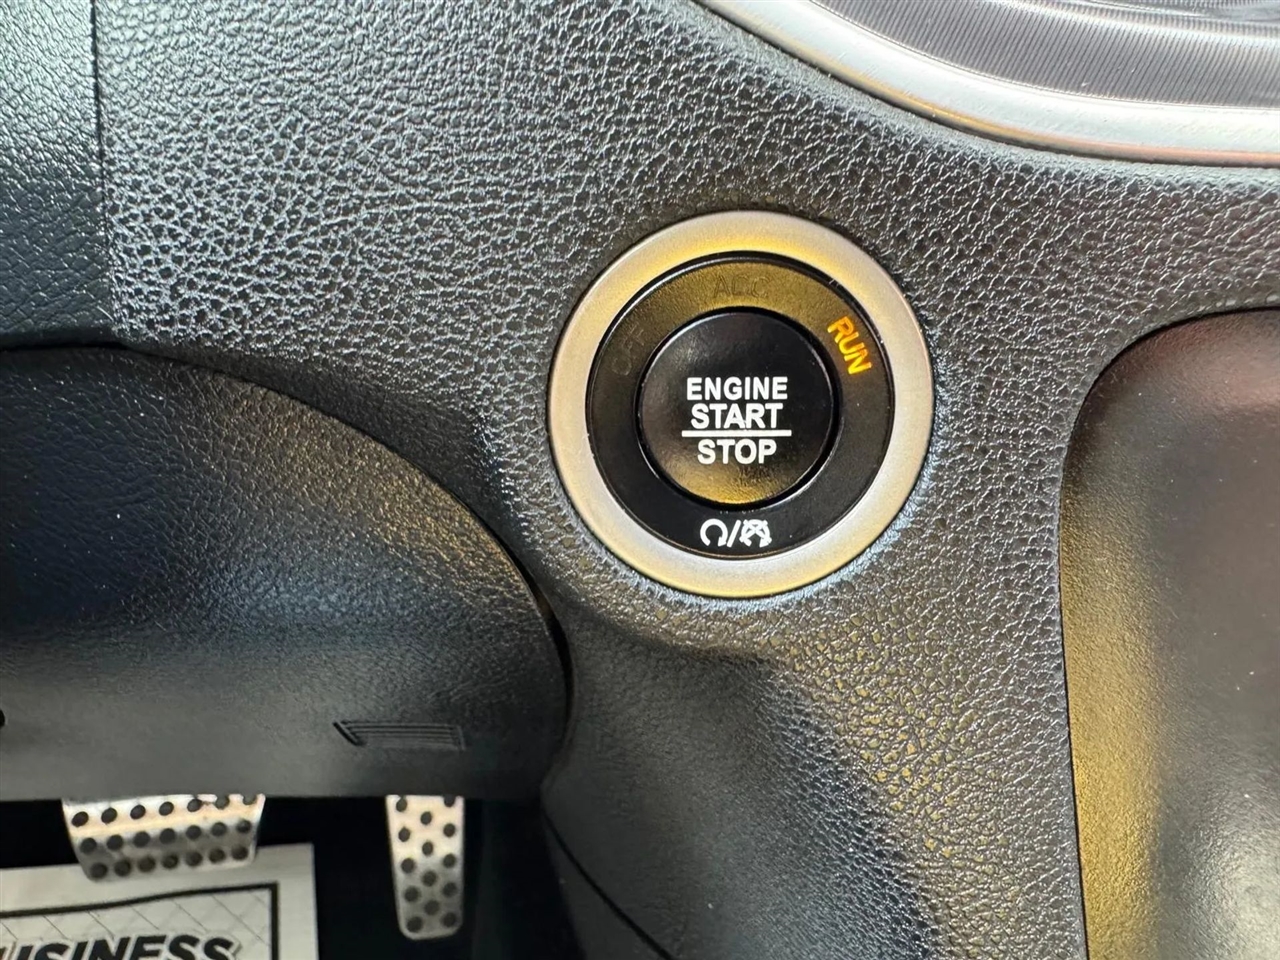 ACC
OFF
RUN
ENGINE
START
STOP
USINESS